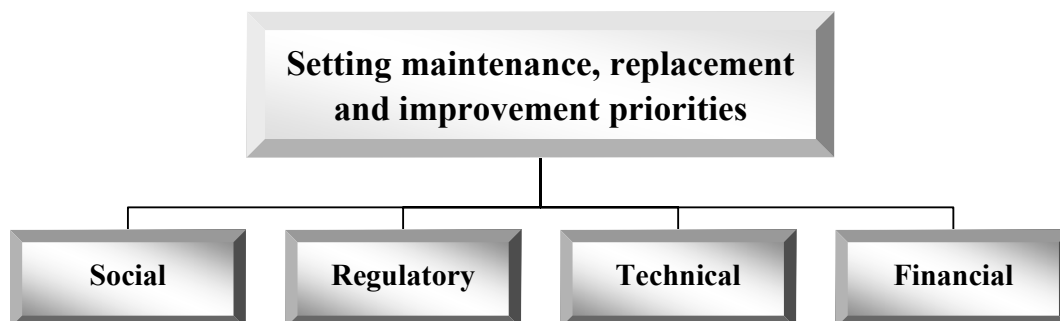 Setting maintenance, replacement
and improvement priorities
Social
Regulatory
Technical
Financial